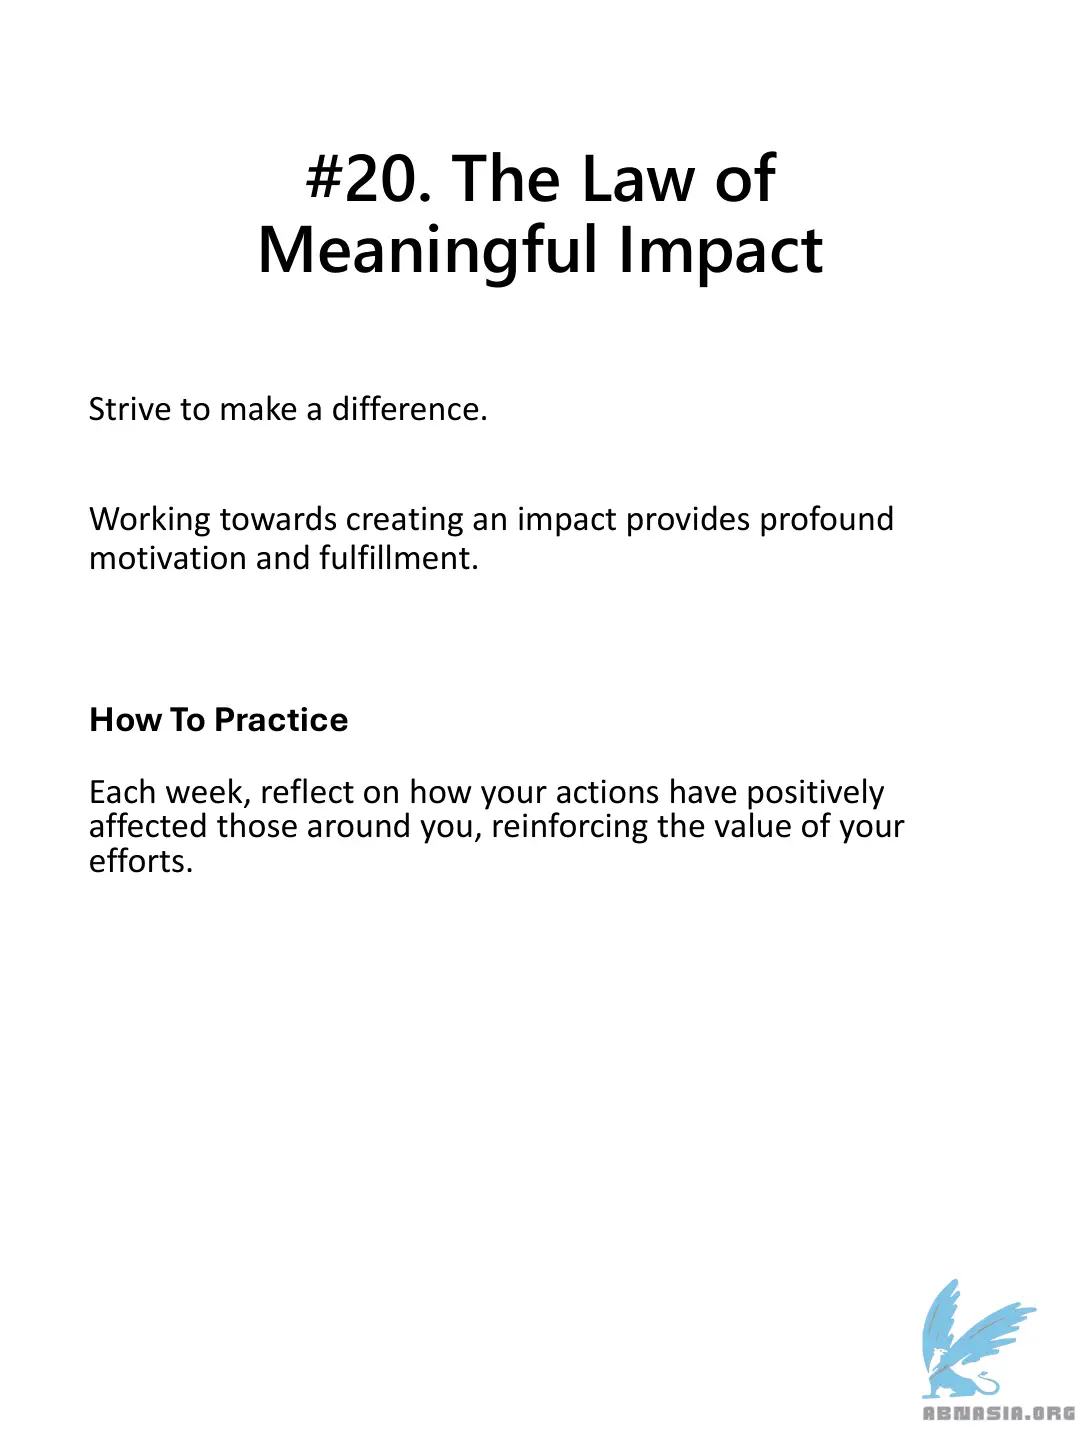 #20. The Law of
Meaningful Impact
Strive to make a difference.
Working towards creating an impact provides profound
motivation and fulfillment.
How To Practice
Each week, reflect on how your actions have positively
affected those around you, reinforcing the value of your
efforts.
ABNASIA.ORG